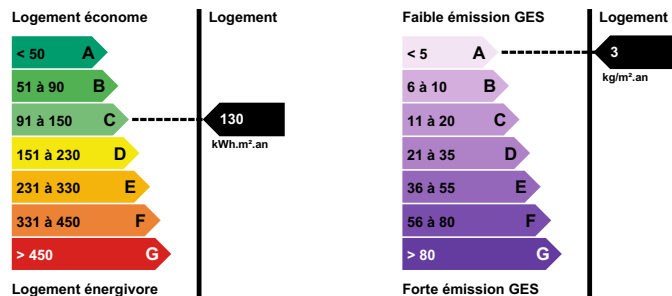 Logement économe
Logement
< 50 A
51 à 90 B
91 à 150 C
130
kWh.m².an
151 à 230 D
231 à 330 E
331 à 450 F
> 450 G
Logement énergivore
Faible émission GES
Logement
< 5 A
3
kg/m².an
6 à 10 B
11 à 20 C
21 à 35 D
36 à 55 E
56 à 80 F
> 80 G
Forte émission GES